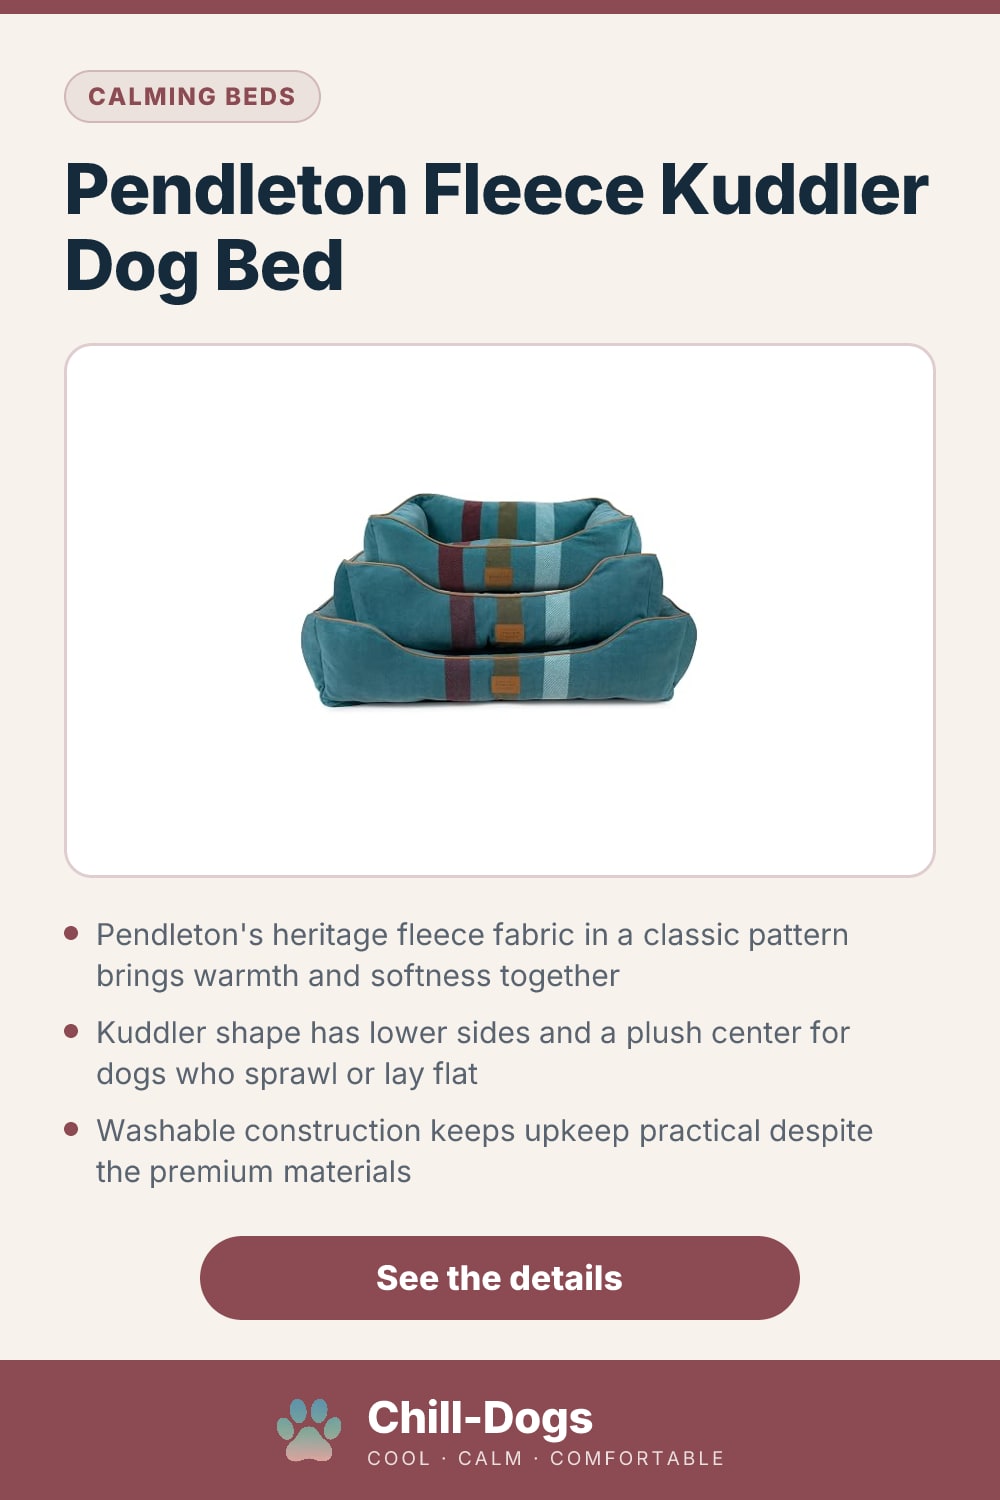 CALMING BEDS
Pendleton Fleece Kuddler
Dog Bed
Pendleton's heritage fleece fabric in a classic pattern
brings warmth and softness together
Kuddler shape has lower sides and a plush center for
dogs who sprawl or lay flat
Washable construction keeps upkeep practical despite
the premium materials
See the details
Chill-Dogs
COOL · CALM · COMFORTABLE